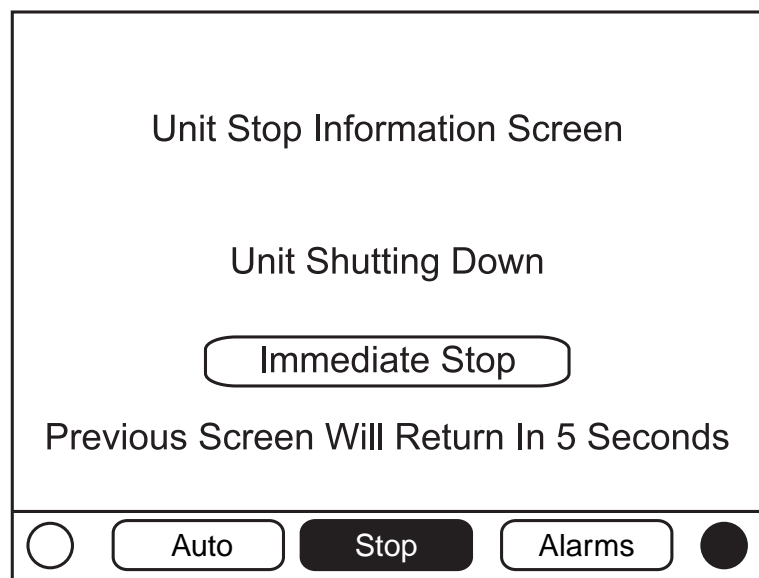 Unit Stop Information Screen
Unit Shutting Down
Immediate Stop
Previous Screen Will Return In 5 Seconds
Auto Stop Alarms